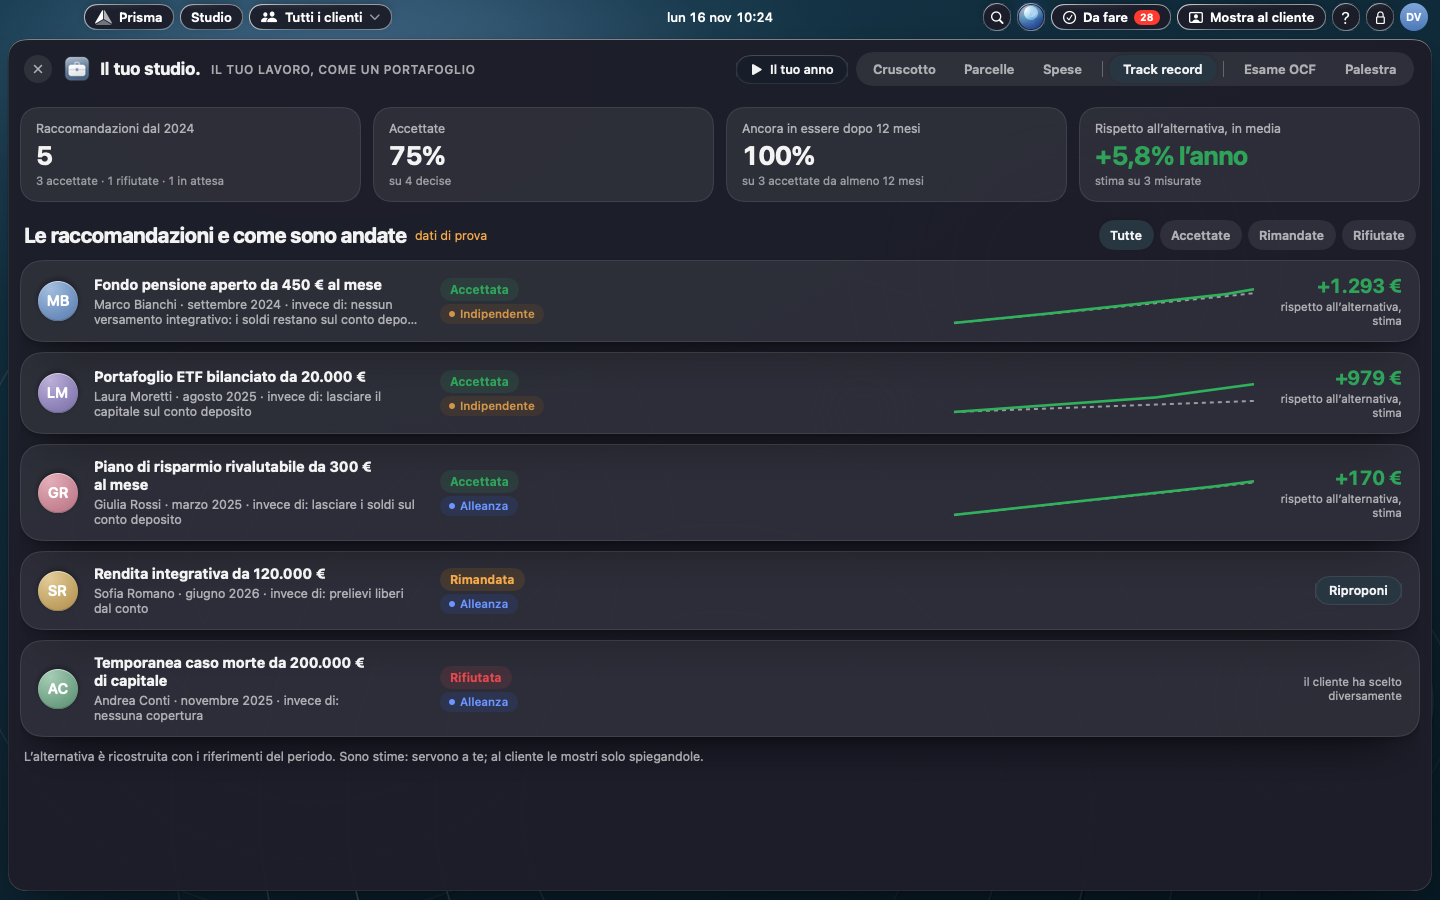 Prisma
Studio
Tutti i clienti
lun 16 nov 10:24
Da fare 28
Mostra al cliente
?
DV
Il tuo studio. IL TUO LAVORO, COME UN PORTAFOGLIO
Il tuo anno
Cruscotto
Parcelle
Spese
Track record
Esame OCF
Palestra
Raccomandazioni dal 2024
5
3 accettate · 1 rifiutate · 1 in attesa
Accettate
75%
su 4 decise
Ancora in essere dopo 12 mesi
100%
su 3 accettate da almeno 12 mesi
Rispetto all’alternativa, in media
+5,8% l’anno
stima su 3 misurate
Le raccomandazioni e come sono andate dati di prova
Tutte
Accettate
Rimandate
Rifiutate
MB
Fondo pensione aperto da 450 € al mese
Marco Bianchi · settembre 2024 · invece di: nessun
versamento integrativo: i soldi restano sul conto depo…
Accettata
Indipendente
+1.293 €
rispetto all’alternativa,
stima
LM
Portafoglio ETF bilanciato da 20.000 €
Laura Moretti · agosto 2025 · invece di: lasciare il
capitale sul conto deposito
Accettata
Indipendente
+979 €
rispetto all’alternativa,
stima
GR
Piano di risparmio rivalutabile da 300 €
al mese
Giulia Rossi · marzo 2025 · invece di: lasciare i soldi sul
conto deposito
Accettata
Alleanza
+170 €
rispetto all’alternativa,
stima
SR
Rendita integrativa da 120.000 €
Sofia Romano · giugno 2026 · invece di: prelievi liberi
dal conto
Rimandata
Alleanza
Riproponi
AC
Temporanea caso morte da 200.000 €
di capitale
Andrea Conti · novembre 2025 · invece di:
nessuna copertura
Rifiutata
Alleanza
il cliente ha scelto
diversamente
L’alternativa è ricostruita con i riferimenti del periodo. Sono stime: servono a te; al cliente le mostri solo spiegandole.